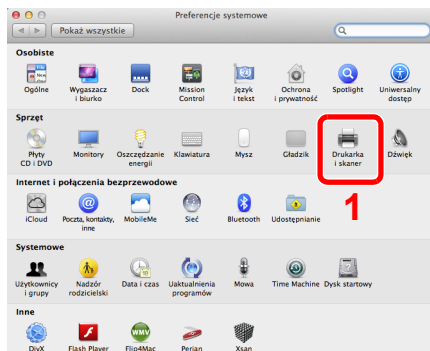 Preferencje systemowe
Pokaż wszystkie
Osobiste
Ogólne
Wygaszacz i biurko
Dock
Mission Control
Język i tekst
Ochrona i prywatność
Spotlight
Uniwersalny dostęp
Sprzęt
Płyty CD i DVD
Monitory
Oszczędzanie energii
Klawiatura
Mysz
Gładzik
Drukarka i skaner
Dźwięk
1
Internet i połączenia bezprzewodowe
iCloud
Poczta, kontakty, inne
MobileMe
Sieć
Bluetooth
Udostępnianie
Systemowe
Użytkownicy i grupy
Nadzór rodzicielski
Data i czas
Uaktualnienia programów
Mowa
Time Machine
Dysk startowy
Inne
DivX
Flash Player
WMV
Flip4Mac
Perian
Xsan